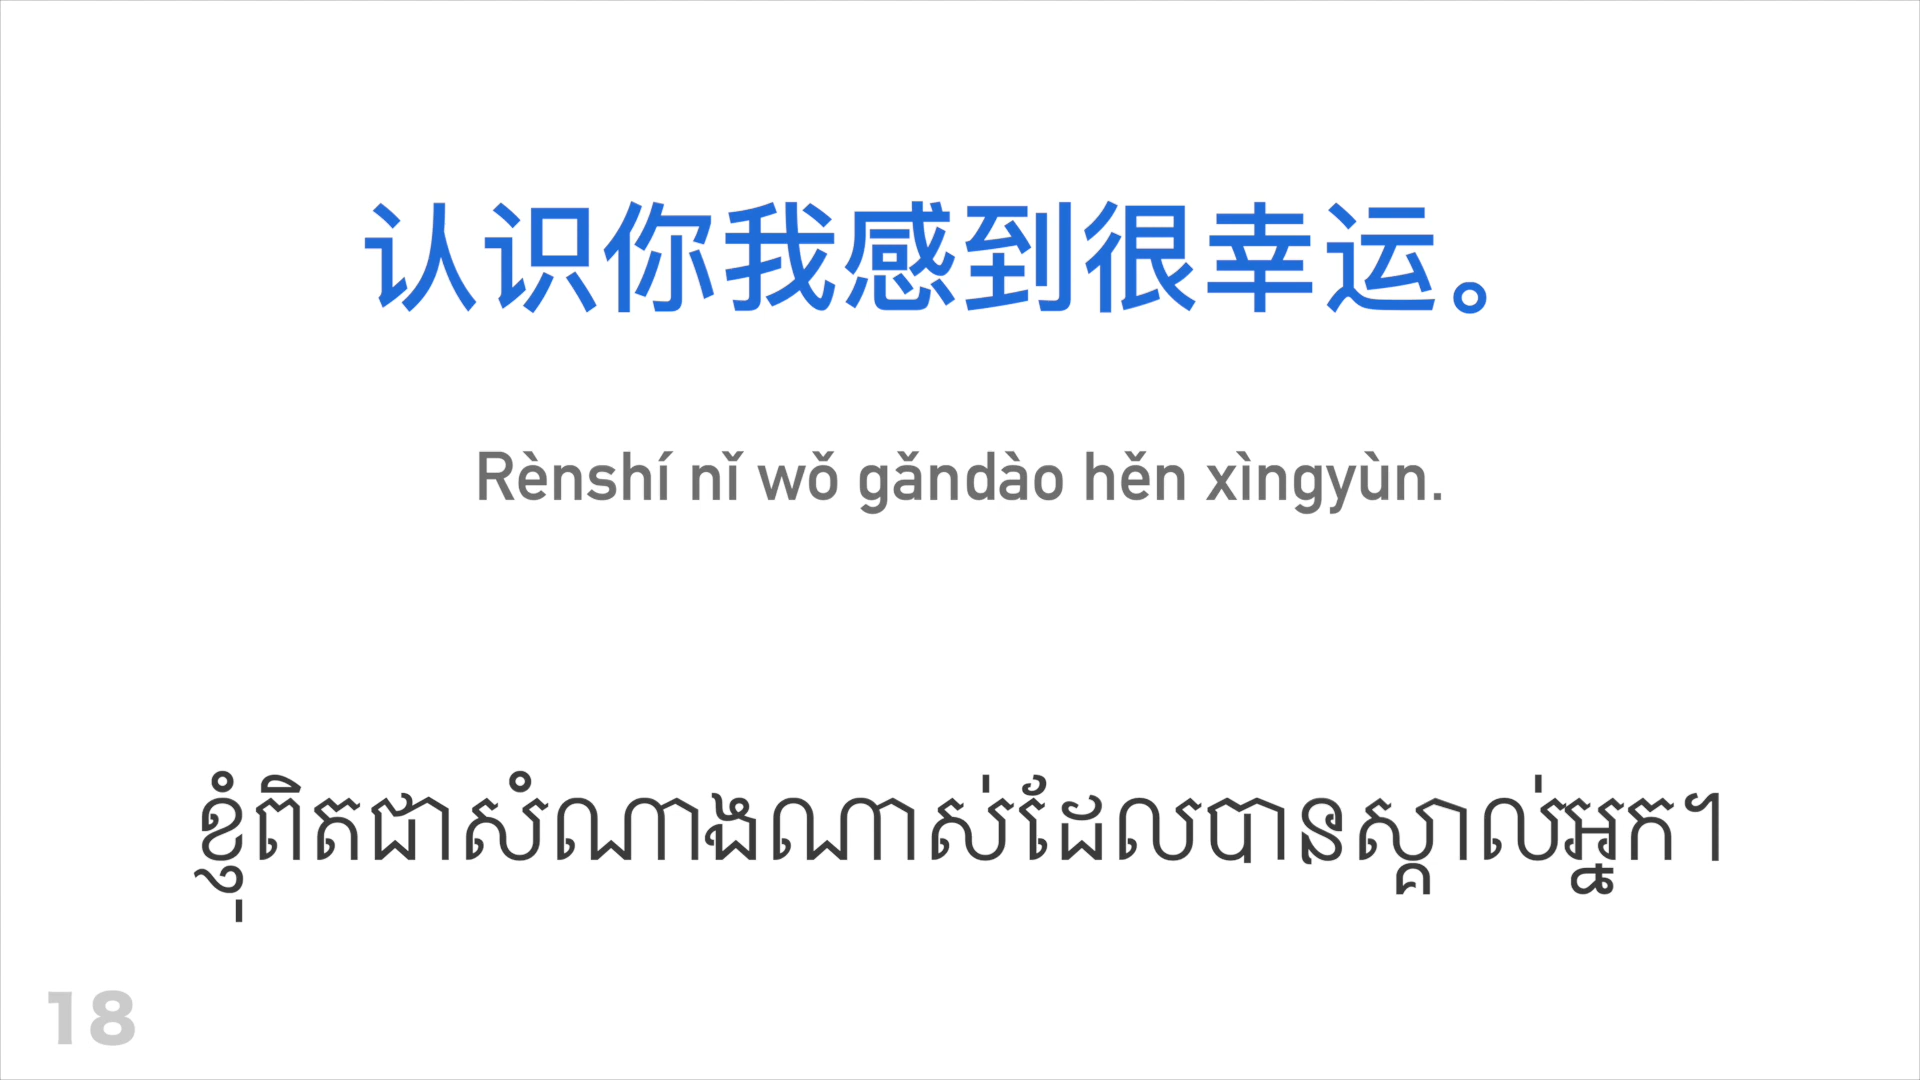 认识你我感到很幸运。
Rènshí nǐ wǒ gǎndào hěn xìngyùn.
ខ្ញុំពិតជាសំណាងណាស់ដែលបានស្គាល់អ្នក។
18